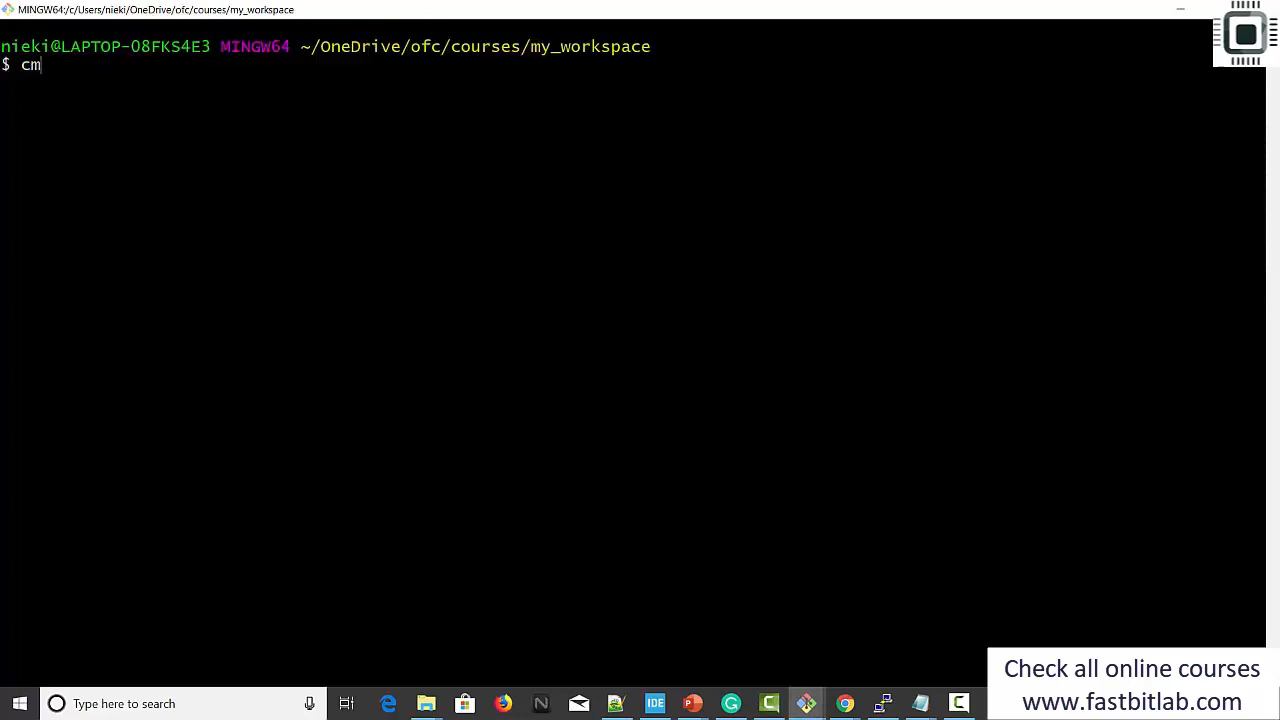 MINGW64:/c/Users/nieki/OneDrive/ofc/courses/my_workspace
nieki@LAPTOP-08FKS4E3 MINGW64 ~/OneDrive/ofc/courses/my_workspace
$ cm
Type here to search
N
IDE
Check all online courses
www.fastbitlab.com